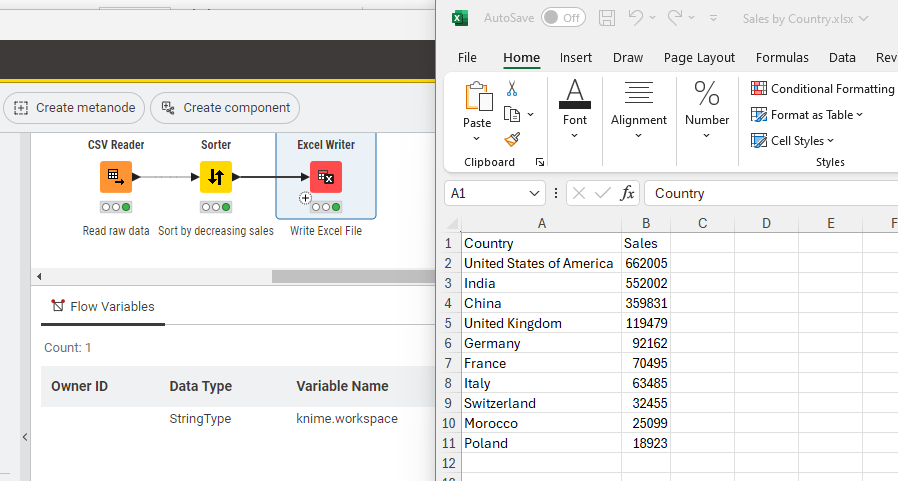 Create metanode
Create component
CSV Reader
Sorter
Excel Writer
Read raw data
Sort by decreasing sales
Write Excel File
Flow Variables
Count: 1
Owner ID Data Type Variable Name
StringType knime.workspace
AutoSave Off Sales by Country.xlsx
File Home Insert Draw Page Layout Formulas Data Rev
Paste
Clipboard
Font
Alignment
%
Number
Conditional Formatting
Format as Table
Cell Styles
Styles
A1 fx Country
A B C D E F
1 Country Sales
2 United States of America 662005
3 India 552002
4 China 359831
5 United Kingdom 119479
6 Germany 92162
7 France 70495
8 Italy 63485
9 Switzerland 32455
10 Morocco 25099
11 Poland 18923
12